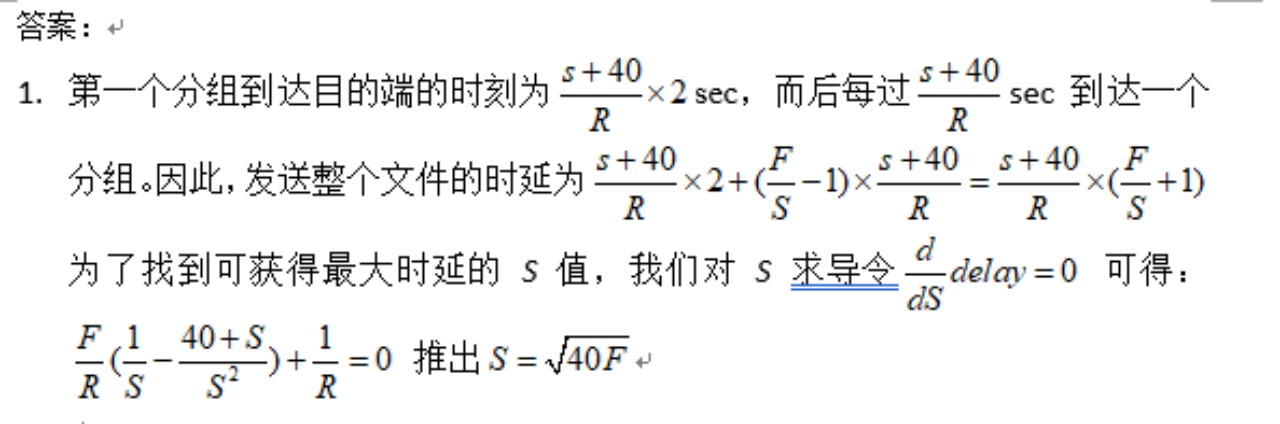 答案：↵
1. 第一个分组到达目的端的时刻为 $\frac{s+40}{R}\times 2$ sec，而后每过 $\frac{s+40}{R}$ sec 到达一个
分组。因此，发送整个文件的时延为 $\frac{s+40}{R}\times 2+(\frac{F}{S}-1)\times\frac{s+40}{R}=\frac{s+40}{R}\times(\frac{F}{S}+1)$
为了找到可获得最大时延的 S 值，我们对 S 求导令 $\frac{d}{dS}delay=0$ 可得：
$\frac{F}{R}(\frac{1}{S}-\frac{40+S}{S^2})+\frac{1}{R}=0$ 推出 $S=\sqrt{40F}$ ↵